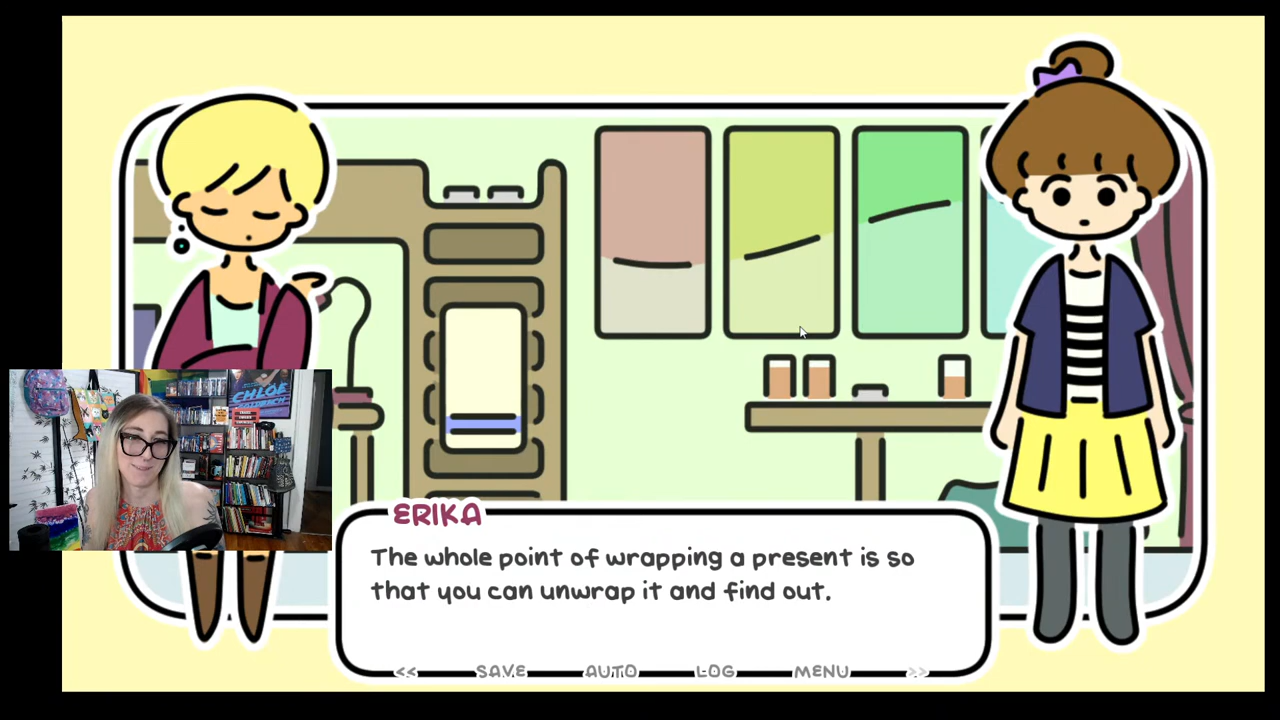 CHLOE
ERIKA
The whole point of wrapping a present is so
that you can unwrap it and find out.
<< SAVE AUTO LOG MENU >>